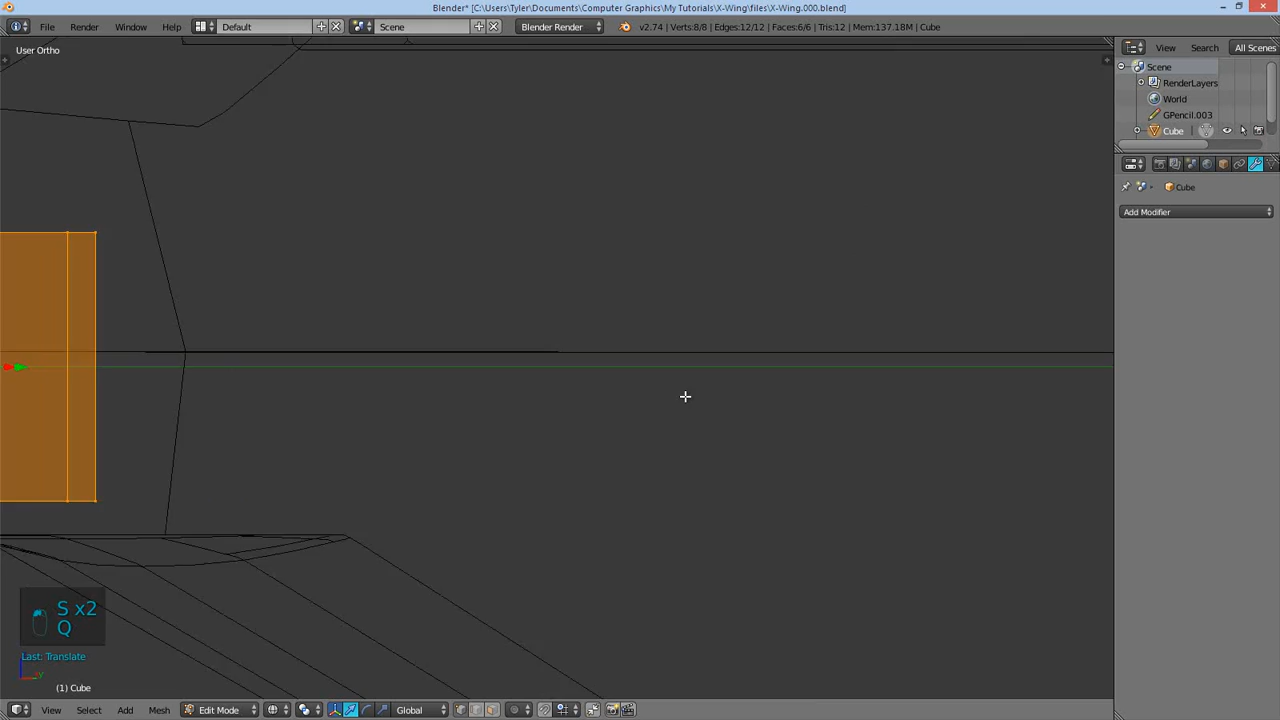 Blender* [C:\Users\Tyler\Documents\Computer Graphics\My Tutorials\X-Wing\files\X-Wing.000.blend]
File Render Window Help Default Scene Blender Render v2.74 | Verts:8/8 | Edges:12/12 | Faces:6/6 | Tris:12 | Mem:137.18M | Cube
User Ortho
View Search All Scenes
Scene
RenderLayers
World
GPencil.003
Cube
Cube
Add Modifier
S x2
Q
Last: Translate
(1) Cube
View Select Add Mesh Edit Mode Global